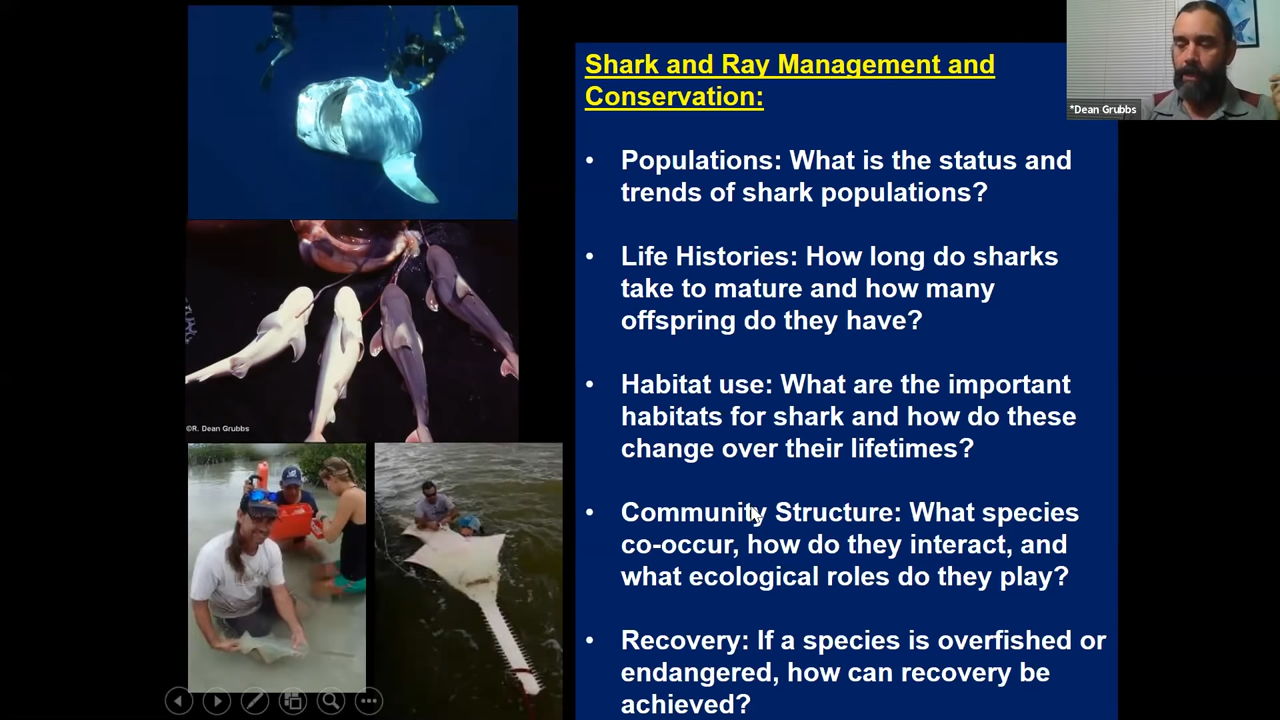 Shark and Ray Management and
Conservation:
• Populations: What is the status and
trends of shark populations?
• Life Histories: How long do sharks
take to mature and how many
offspring do they have?
• Habitat use: What are the important
habitats for shark and how do these
change over their lifetimes?
• Community Structure: What species
co-occur, how do they interact, and
what ecological roles do they play?
• Recovery: If a species is overfished or
endangered, how can recovery be
achieved?
©R. Dean Grubbs
*Dean Grubbs